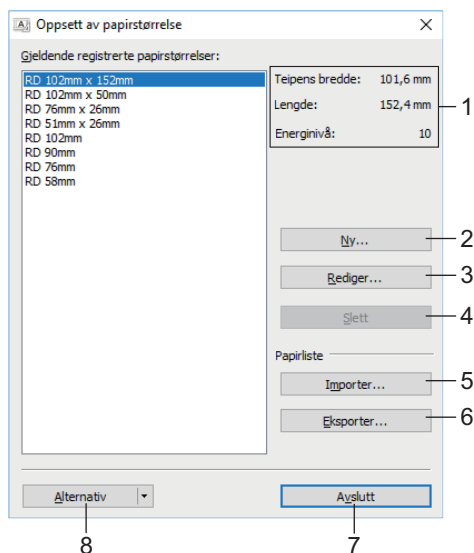 Oppsett av papirstørrelse
Gjeldende registrerte papirstørrelser:
RD 102mm x 152mm
RD 102mm x 50mm
RD 76mm x 26mm
RD 51mm x 26mm
RD 102mm
RD 90mm
RD 76mm
RD 58mm
Teipens bredde: 101,6 mm
Lengde: 152,4 mm
Energinivå: 10
1
Ny... 2
Rediger... 3
Slett 4
Papirliste
Importer... 5
Eksporter... 6
Alternativ
Avslutt
8
7